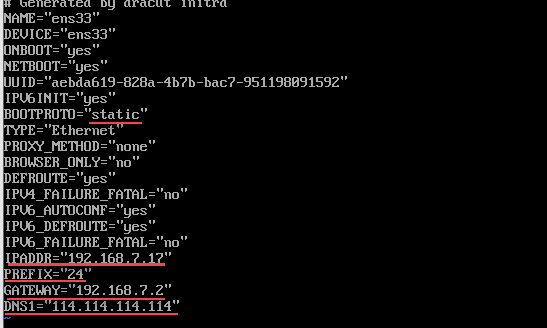 # Generated by dracut initrd
NAME="ens33"
DEVICE="ens33"
ONBOOT="yes"
NETBOOT="yes"
UUID="aebda619-828a-4b7b-bac7-951198091592"
IPV6INIT="yes"
BOOTPROTO="static"
TYPE="Ethernet"
PROXY_METHOD="none"
BROWSER_ONLY="no"
DEFROUTE="yes"
IPV4_FAILURE_FATAL="no"
IPV6_AUTOCONF="yes"
IPV6_DEFROUTE="yes"
IPV6_FAILURE_FATAL="no"
IPADDR="192.168.7.17"
PREFIX="24"
GATEWAY="192.168.7.2"
DNS1="114.114.114.114"
~